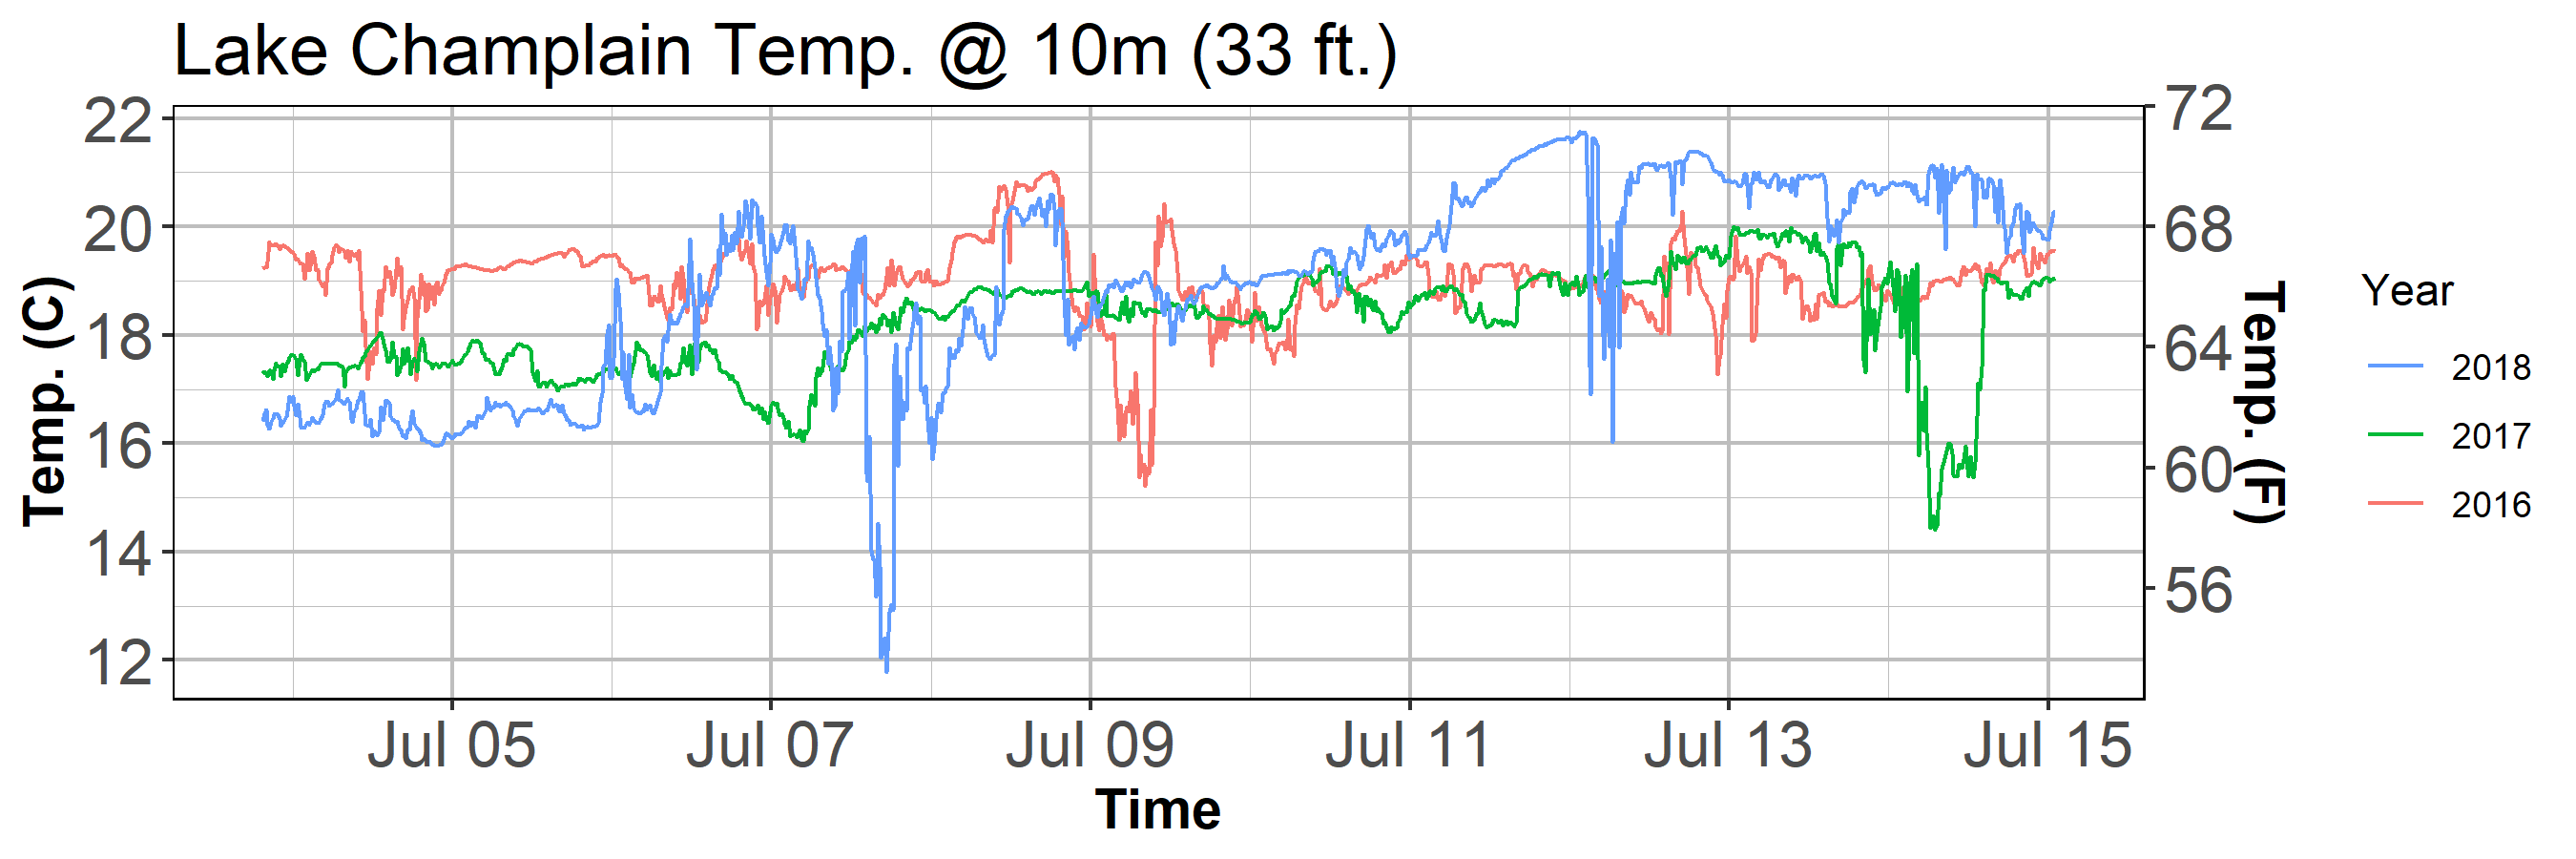 Lake Champlain Temp. @ 10m (33 ft.)
Temp. (C)
22
20
18
16
14
12
72
68
64
60
56
Temp. (F)
Jul 05 Jul 07 Jul 09 Jul 11 Jul 13 Jul 15
Time
Year
2018
2017
2016